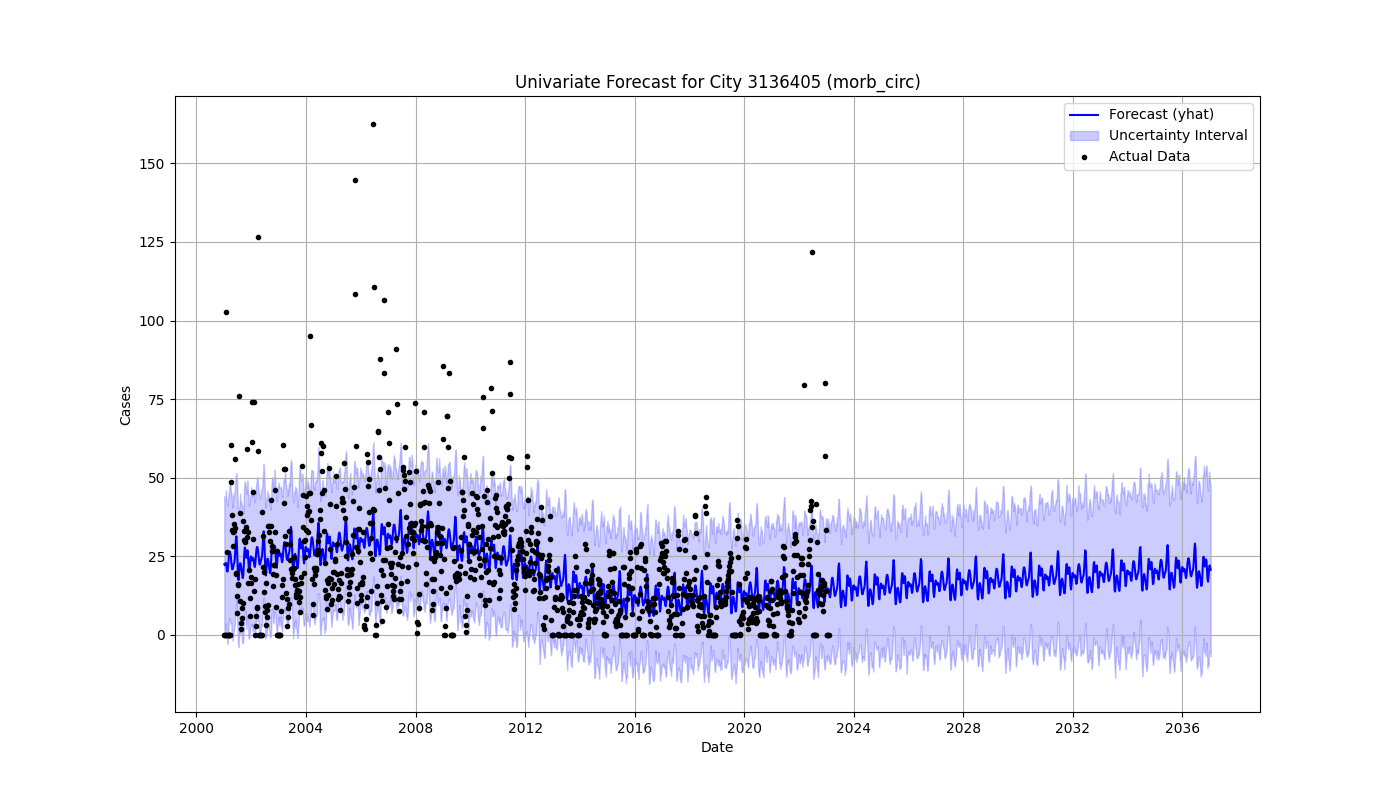 Univariate Forecast for City 3136405 (morb_circ)
Forecast (yhat)
Uncertainty Interval
Actual Data
150
125
100
75
50
25
0
Cases
2000 2004 2008 2012 2016 2020 2024 2028 2032 2036
Date